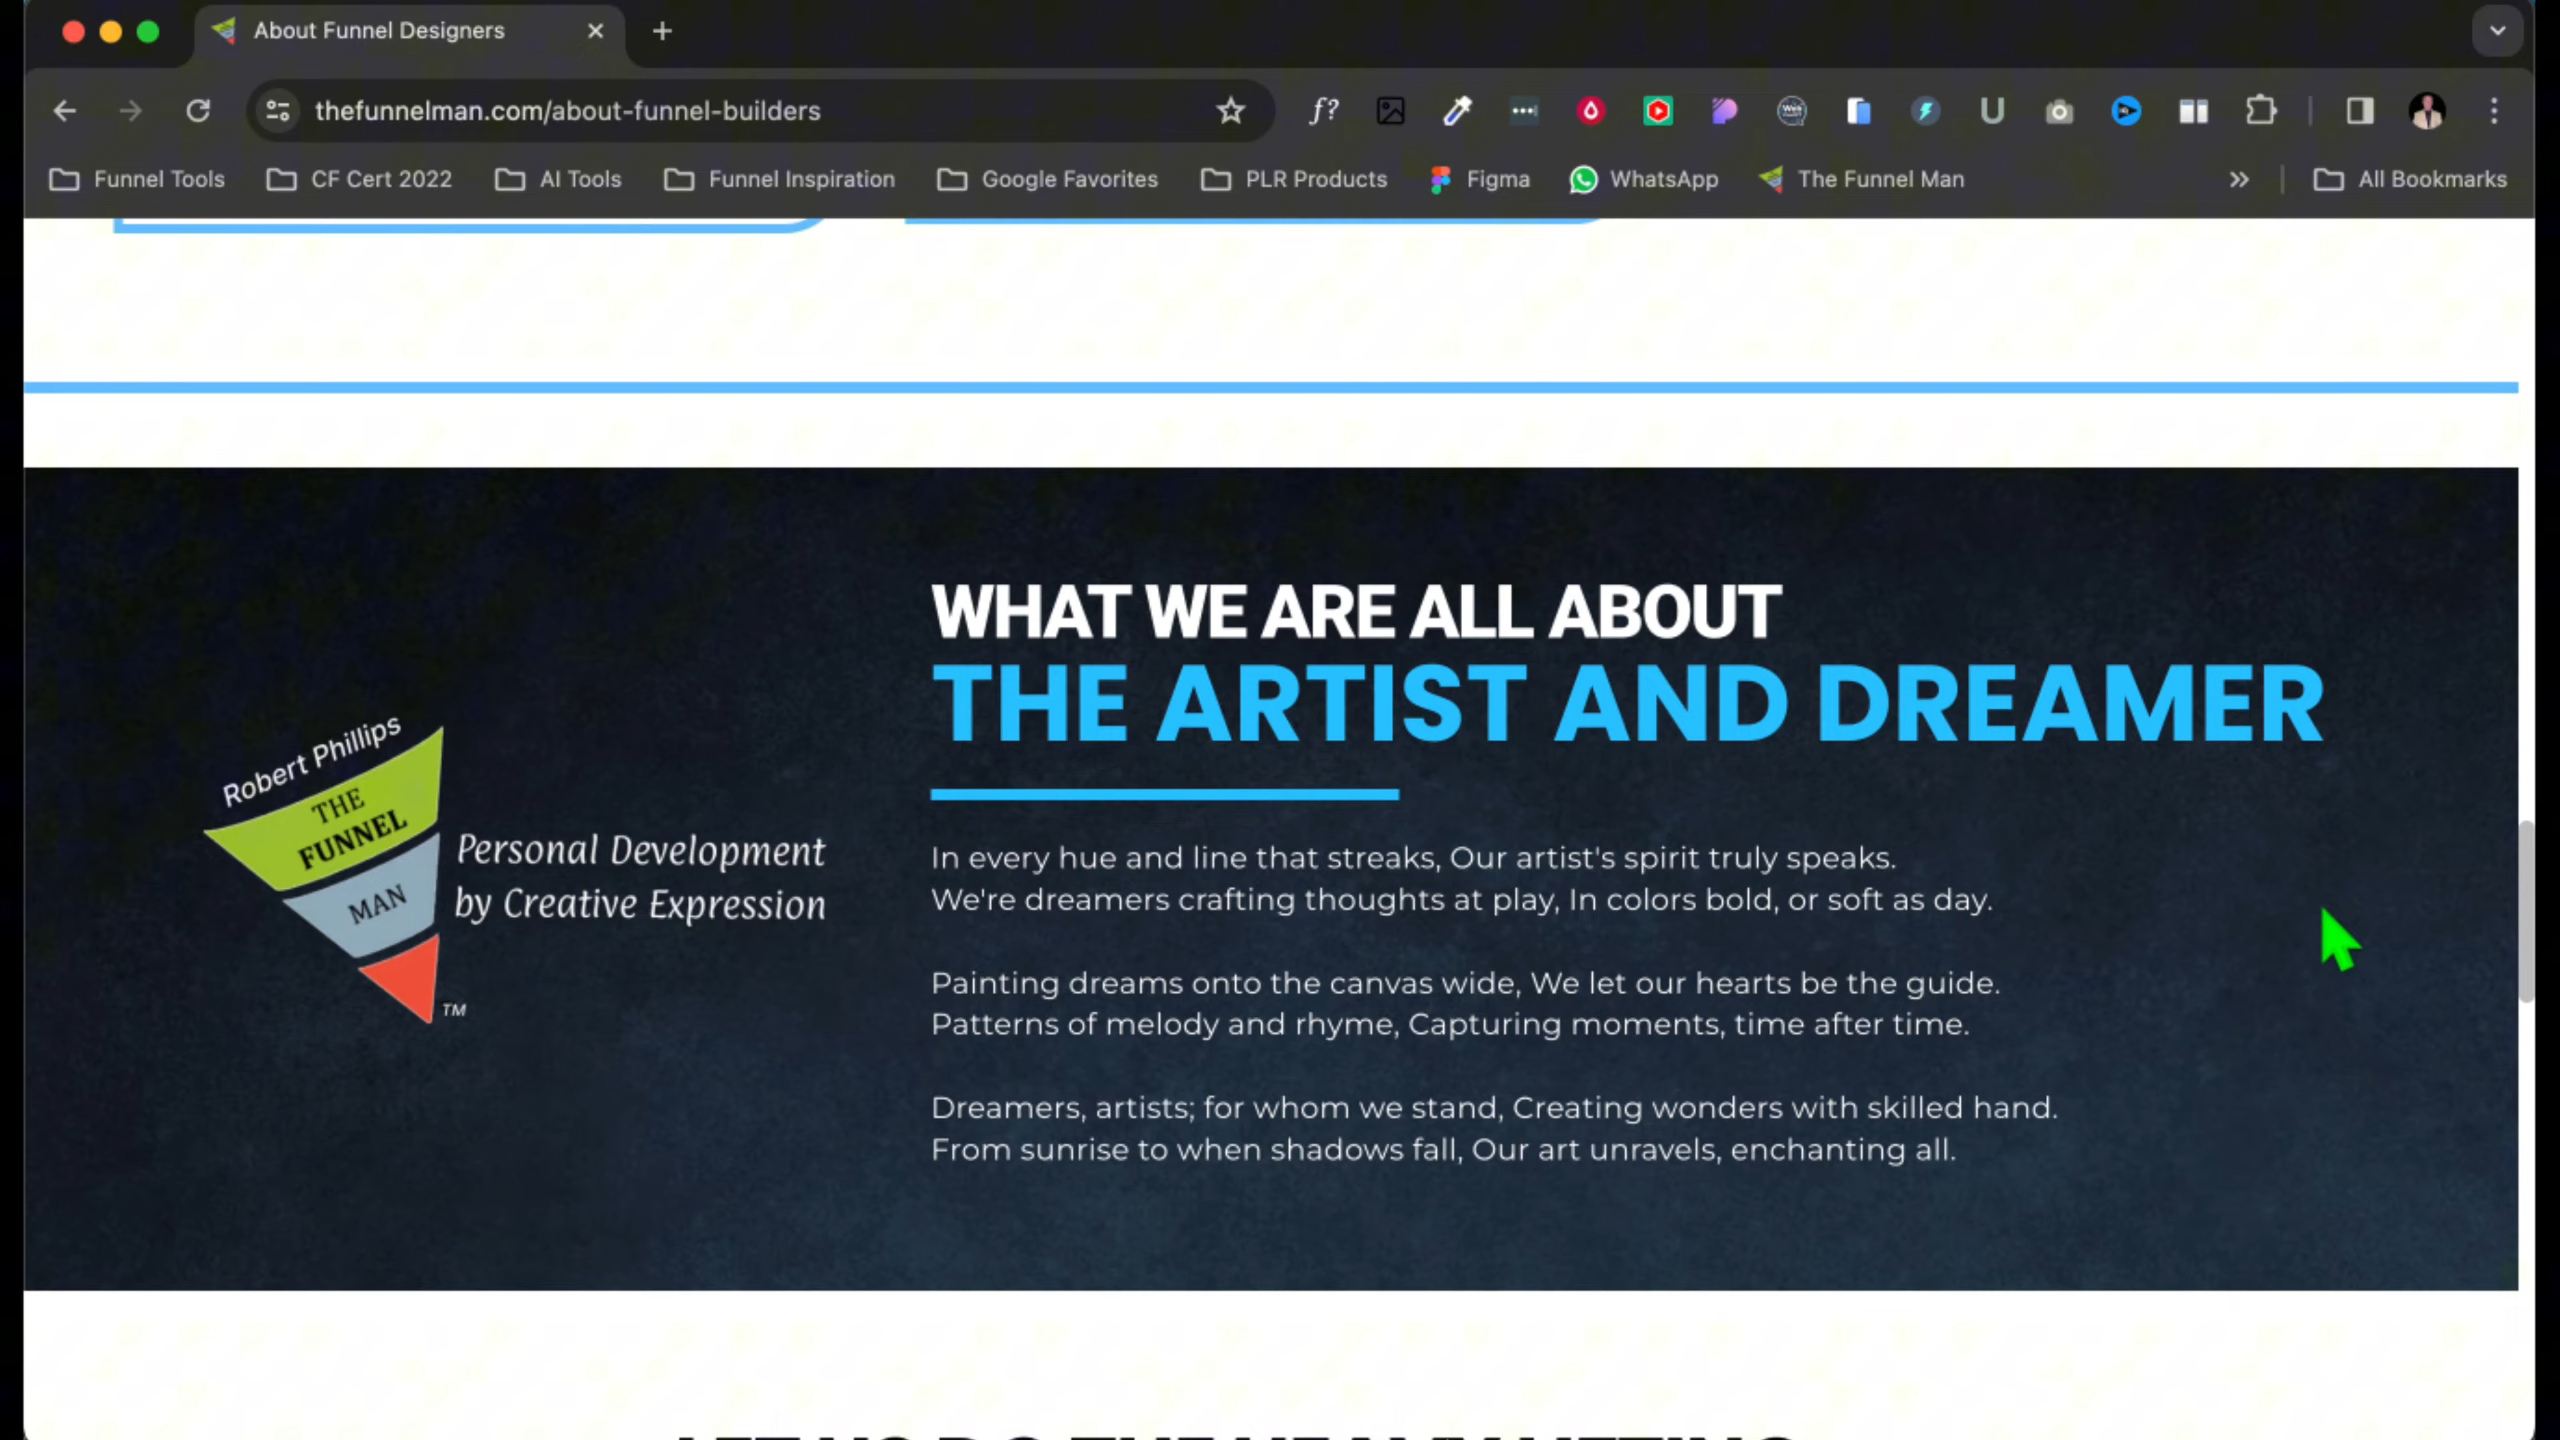 About Funnel Designers
thefunnelman.com/about-funnel-builders
f?
U
Funnel Tools
CF Cert 2022
AI Tools
Funnel Inspiration
Google Favorites
PLR Products
Figma
WhatsApp
The Funnel Man
All Bookmarks
WHAT WE ARE ALL ABOUT
THE ARTIST AND DREAMER
Robert Phillips
THE
FUNNEL
MAN
TM
Personal Development
by Creative Expression
In every hue and line that streaks, Our artist's spirit truly speaks.
We're dreamers crafting thoughts at play, In colors bold, or soft as day.
Painting dreams onto the canvas wide, We let our hearts be the guide.
Patterns of melody and rhyme, Capturing moments, time after time.
Dreamers, artists; for whom we stand, Creating wonders with skilled hand.
From sunrise to when shadows fall, Our art unravels, enchanting all.
LET US DO THE HEAVY LIFTING